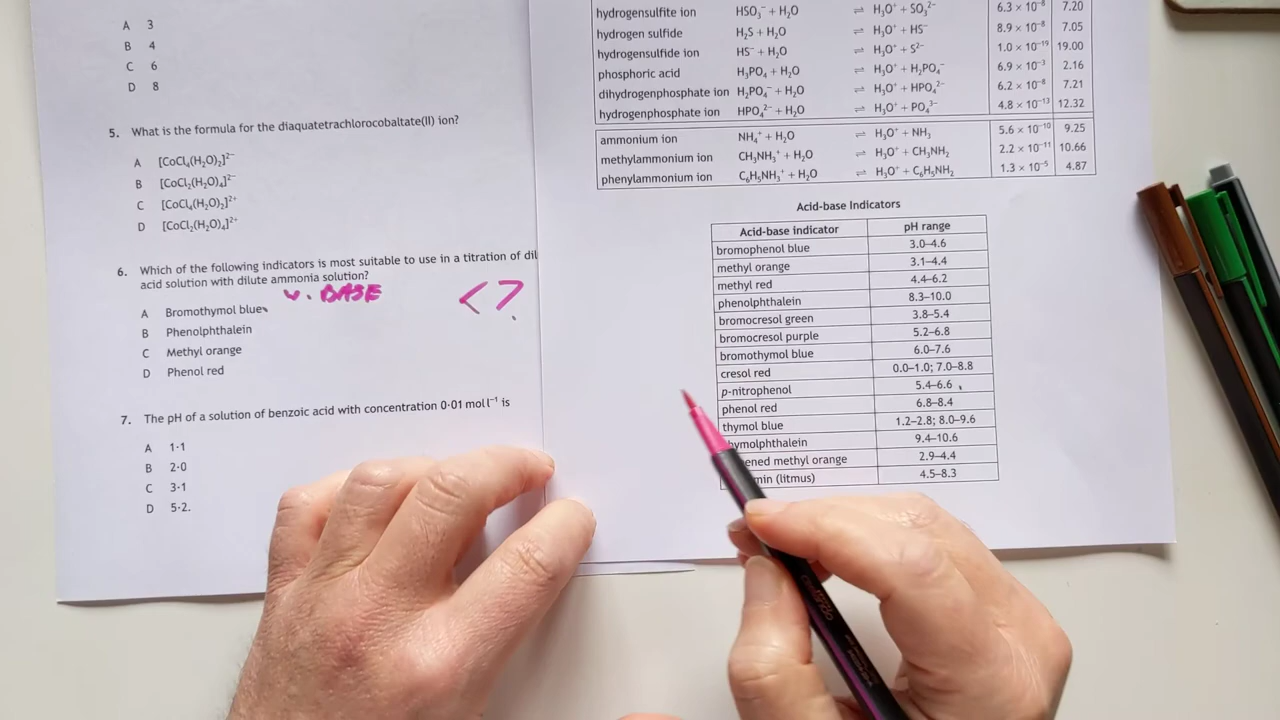 A 3
B 4
C 6
D 8
5. What is the formula for the diaquatetrachlorocobaltate(II) ion?
A [CoCl₄(H₂O)₂]²⁻
B [CoCl₂(H₂O)₄]²⁻
C [CoCl₄(H₂O)₂]²⁺
D [CoCl₂(H₂O)₄]²⁺
6. Which of the following indicators is most suitable to use in a titration of dil
acid solution with dilute ammonia solution?
W. BASE
< 7
A Bromothymol blue
B Phenolphthalein
C Methyl orange
D Phenol red
7. The pH of a solution of benzoic acid with concentration 0·01 mol l⁻¹ is
A 1·1
B 2·0
C 3·1
D 5·2.
hydrogensulfite ion HSO₃⁻ + H₂O ⇌ H₃O⁺ + SO₃²⁻ 6.3 × 10⁻⁸ 7.20
hydrogen sulfide H₂S + H₂O ⇌ H₃O⁺ + HS⁻ 8.9 × 10⁻⁸ 7.05
hydrogensulfide ion HS⁻ + H₂O ⇌ H₃O⁺ + S²⁻ 1.0 × 10⁻¹⁹ 19.00
phosphoric acid H₃PO₄ + H₂O ⇌ H₃O⁺ + H₂PO₄⁻ 6.9 × 10⁻³ 2.16
dihydrogenphosphate ion H₂PO₄⁻ + H₂O ⇌ H₃O⁺ + HPO₄²⁻ 6.2 × 10⁻⁸ 7.21
hydrogenphosphate ion HPO₄²⁻ + H₂O ⇌ H₃O⁺ + PO₄³⁻ 4.8 × 10⁻¹³ 12.32
ammonium ion NH₄⁺ + H₂O ⇌ H₃O⁺ + NH₃ 5.6 × 10⁻¹⁰ 9.25
methylammonium ion CH₃NH₃⁺ + H₂O ⇌ H₃O⁺ + CH₃NH₂ 2.2 × 10⁻¹¹ 10.66
phenylammonium ion C₆H₅NH₃⁺ + H₂O ⇌ H₃O⁺ + C₆H₅NH₂ 1.3 × 10⁻⁵ 4.87
Acid-base Indicators
Acid-base indicator pH range
bromophenol blue 3.0–4.6
methyl orange 3.1–4.4
methyl red 4.4–6.2
phenolphthalein 8.3–10.0
bromocresol green 3.8–5.4
bromocresol purple 5.2–6.8
bromothymol blue 6.0–7.6
cresol red 0.0–1.0; 7.0–8.8
p-nitrophenol 5.4–6.6
phenol red 6.8–8.4
thymol blue 1.2–2.8; 8.0–9.6
hymolphthalein 9.4–10.6
ened methyl orange 2.9–4.4
min (litmus) 4.5–8.3